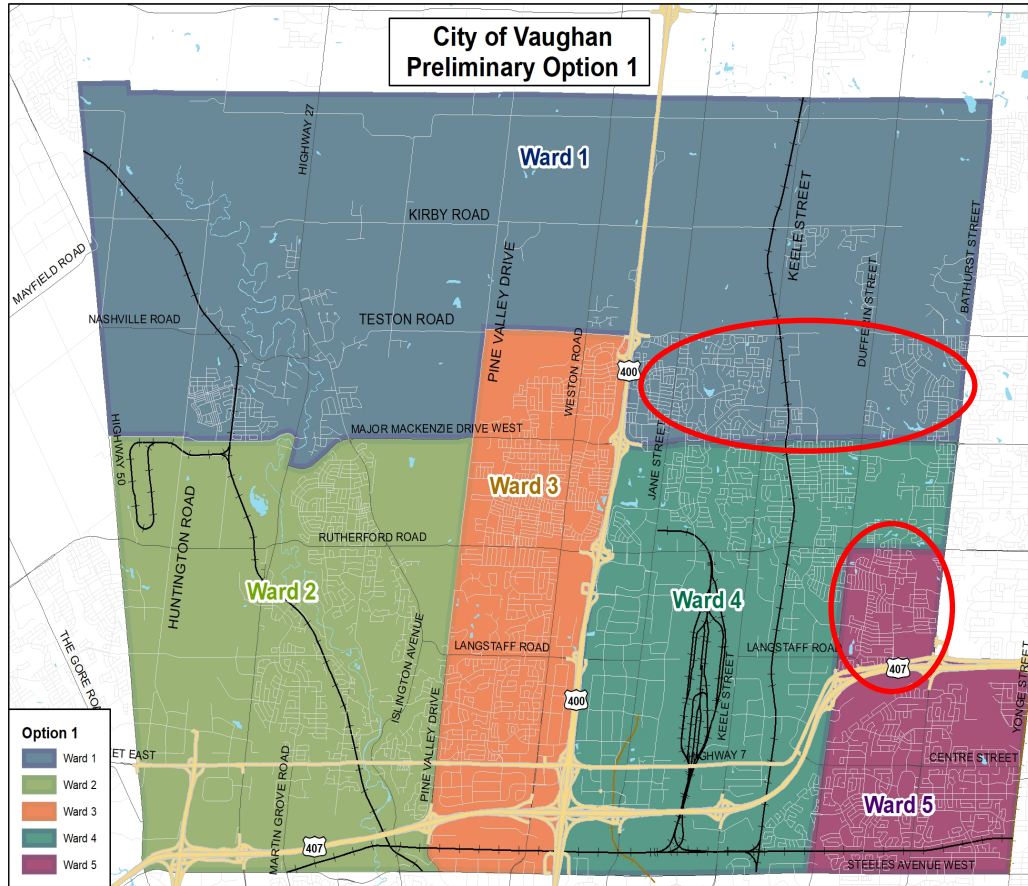 City of Vaughan
Preliminary Option 1
HIGHWAY 27
Ward 1
KEELE STREET
KIRBY ROAD
BATHURST STREET
MAYFIELD ROAD
PINE VALLEY DRIVE
DUFFERIN STREET
NASHVILLE ROAD
TESTON ROAD
WESTON ROAD
400
HIGHWAY 50
MAJOR MACKENZIE DRIVE WEST
JANE STREET
Ward 3
RUTHERFORD ROAD
HUNTINGTON ROAD
Ward 2
Ward 4
THE GORE ROAD
ISLINGTON AVENUE
LANGSTAFF ROAD
LANGSTAFF ROAD
407
KEELE STREET
YONGE STREET
400
PINE VALLEY DRIVE
Option 1
Ward 1
Ward 2
Ward 3
Ward 4
Ward 5
ET EAST
HIGHWAY 7
CENTRE STREET
MARTIN GROVE ROAD
Ward 5
407
STEELES AVENUE WEST